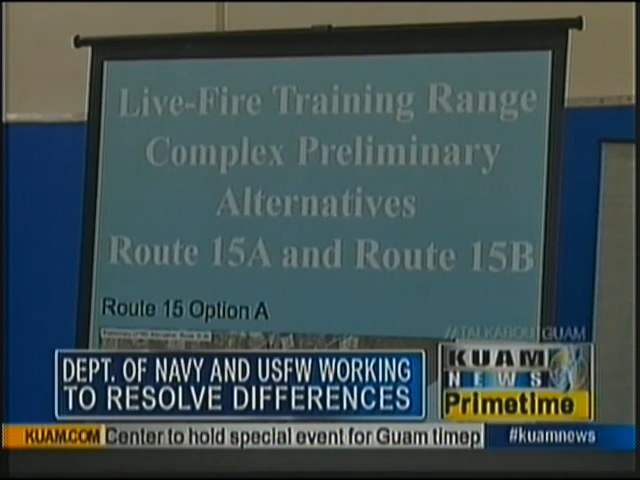 Live-Fire Training Range
Complex Preliminary
Alternatives
Route 15A and Route 15B
Route 15 Option A
//TALKABOUTGUAM
DEPT. OF NAVY AND USFW WORKING
TO RESOLVE DIFFERENCES
KUAM
NEWS
Primetime
KUAM.COM Center to hold special event for Guam timep #kuamnews